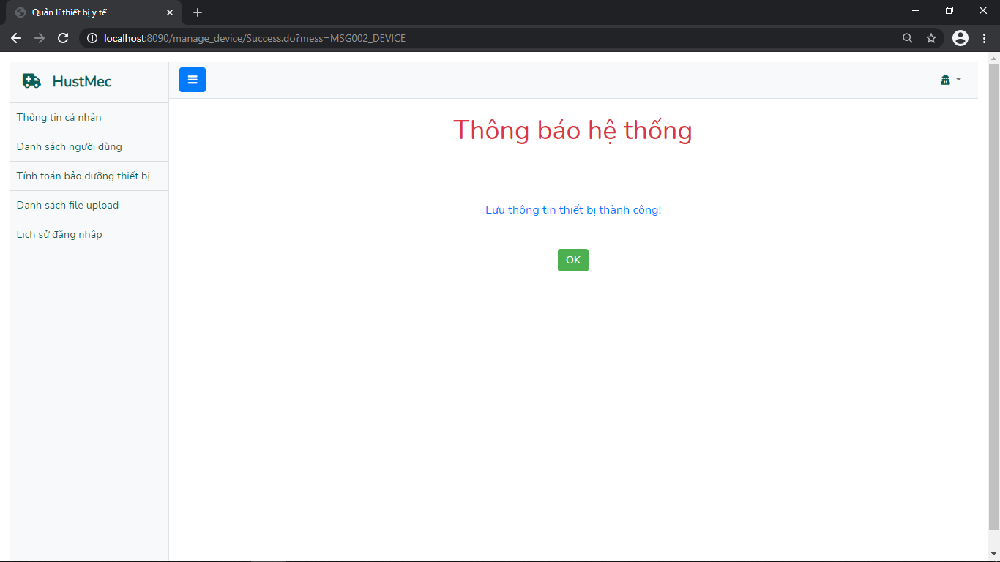 Quản lí thiết bị y tế
localhost:8090/manage_device/Success.do?mess=MSG002_DEVICE
HustMec
Thông tin cá nhân
Danh sách người dùng
Tính toán bảo dưỡng thiết bị
Danh sách file upload
Lịch sử đăng nhập
Thông báo hệ thống
Lưu thông tin thiết bị thành công!
OK